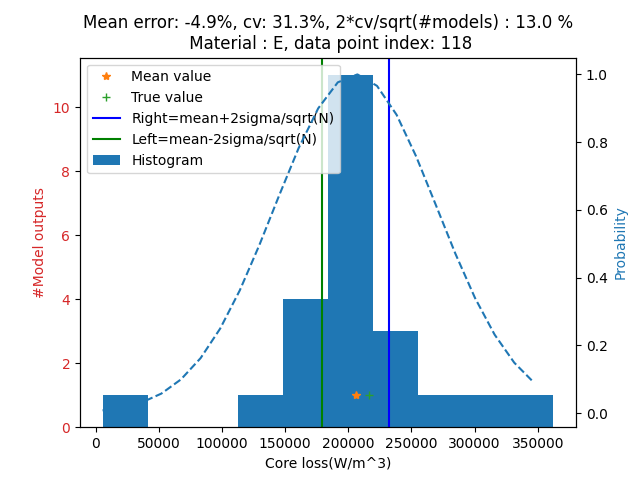 Mean error: -4.9%, cv: 31.3%, 2*cv/sqrt(#models) : 13.0 %
Material : E, data point index: 118
Mean value
True value
Right=mean+2sigma/sqrt(N)
Left=mean-2sigma/sqrt(N)
Histogram
#Model outputs
10
8
6
4
2
0
1.0
0.8
0.6
0.4
0.2
0.0
Probability
0 50000 100000 150000 200000 250000 300000 350000
Core loss(W/m^3)